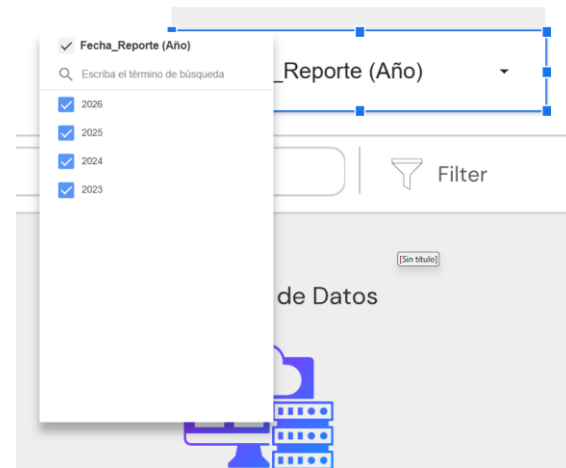 Fecha_Reporte (Año)
_Reporte (Año)
Escriba el término de búsqueda
2026
2025
2024
2023
Filter
[Sin título]
de Datos